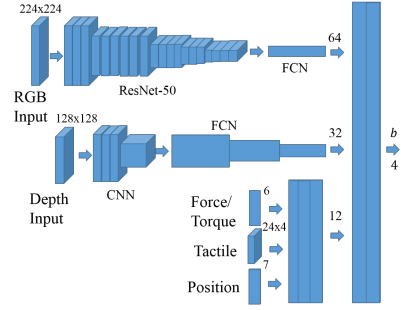 224x224
64
RGB
Input
ResNet-50
FCN
128x128
FCN
32
b
4
Depth
Input
CNN
Force/
Torque
6
24x4
12
Tactile
7
Position